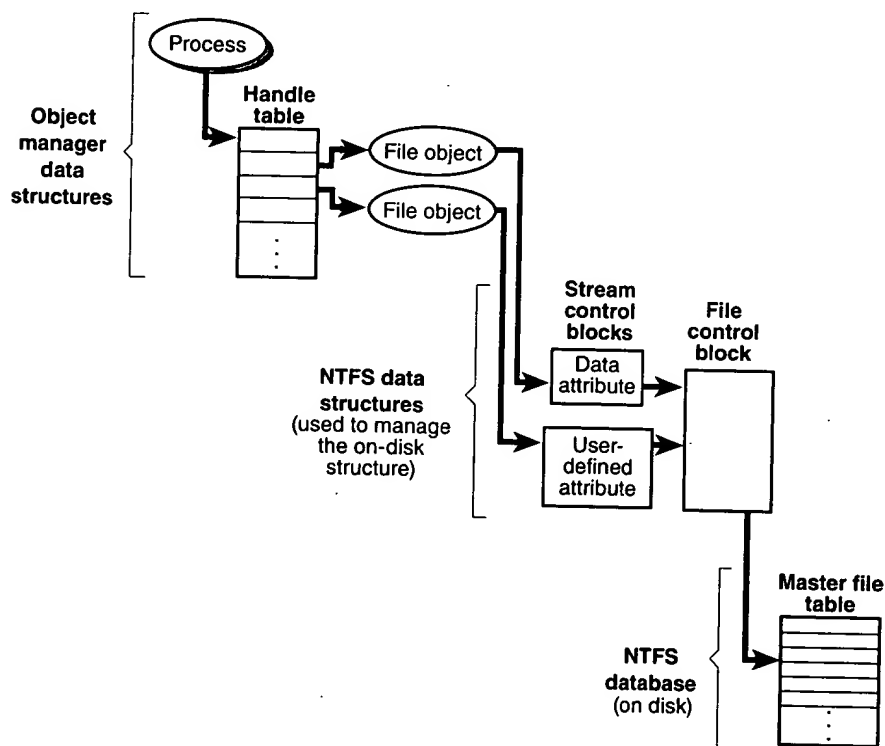 Process
Object
manager
data
structures
Handle
table
File object
File object
Stream
control
blocks
File
control
block
NTFS data
structures
(used to manage
the on-disk
structure)
Data
attribute
User-
defined
attribute
Master file
table
NTFS
database
(on disk)